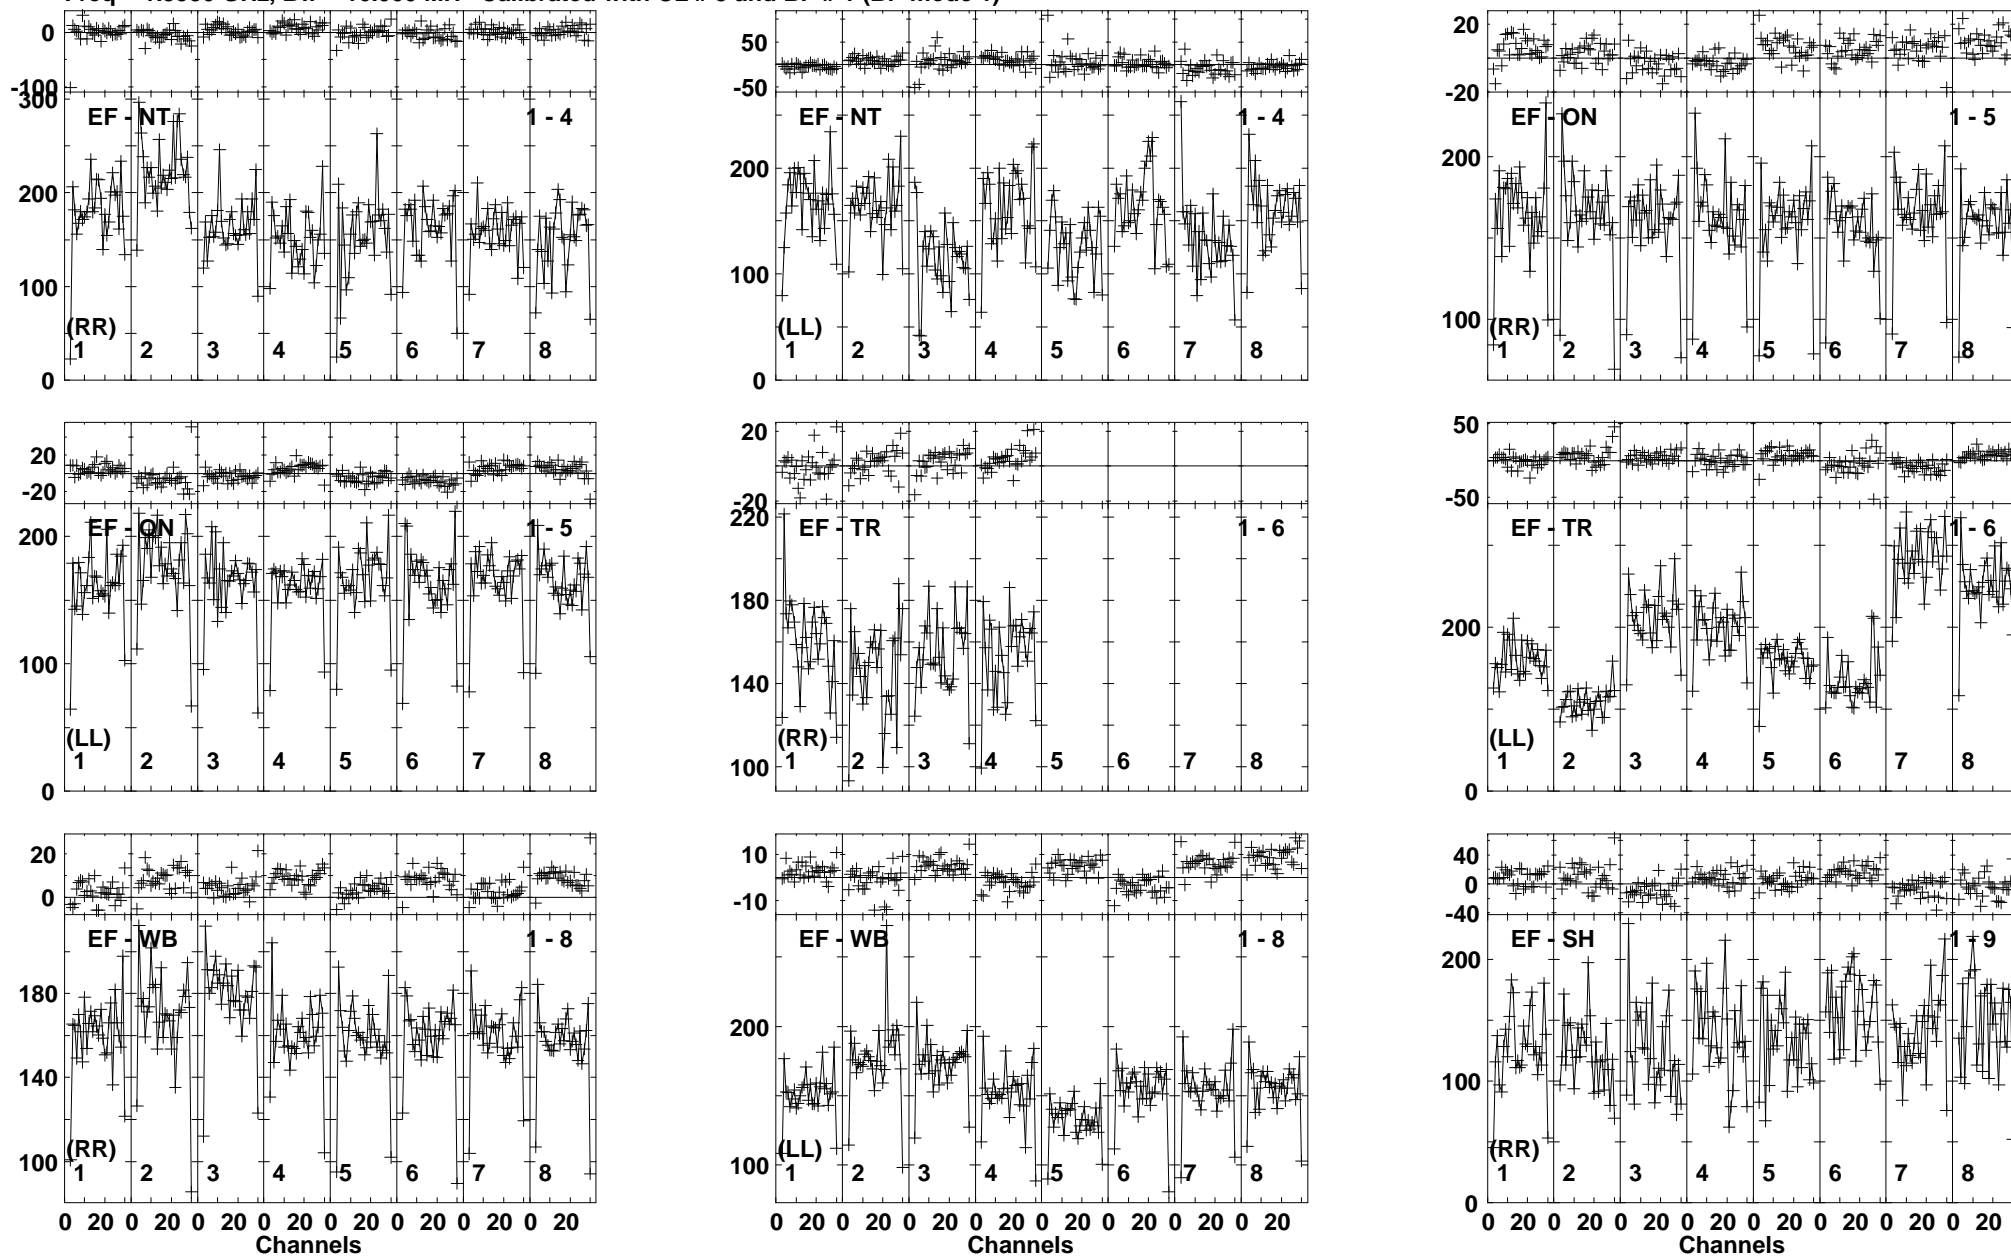 0 0 50 20
-100 -50 -20
300 EF - NT 1 - 4 EF - NT 1 - 4 EF - ON 1 - 5
200 200 200
100 100 100
(RR) (LL) (RR)
1 2 3 4 5 6 7 8 1 2 3 4 5 6 7 8 1 2 3 4 5 6 7 8
0 0
20 20 50
-20 -20 -50
200 EF - ON 1 - 5 220 EF - TR 1 - 6 EF - TR 1 - 6
180 200
100 140
(LL) (RR) (LL)
1 2 3 4 5 6 7 8 100 1 2 3 4 5 6 7 8 1 2 3 4 5 6 7 8
0 0
20 10 40
0 -10 0
-40
EF - WB 1 - 8 EF - WB 1 - 8 EF - SH 1 - 9
180 200 200
140 100
(RR) (LL) (RR)
100 1 2 3 4 5 6 7 8 100 1 2 3 4 5 6 7 8 1 2 3 4 5 6 7 8
0
0 20 0 20 0 20 0 20 0 20 0 20 0 20 0 20 0 20 0 20 0 20 0 20 0 20 0 20 0 20 0 20 0 20 0 20 0 20 0 20 0 20 0 20 0 20 0 20
Channels Channels Channels